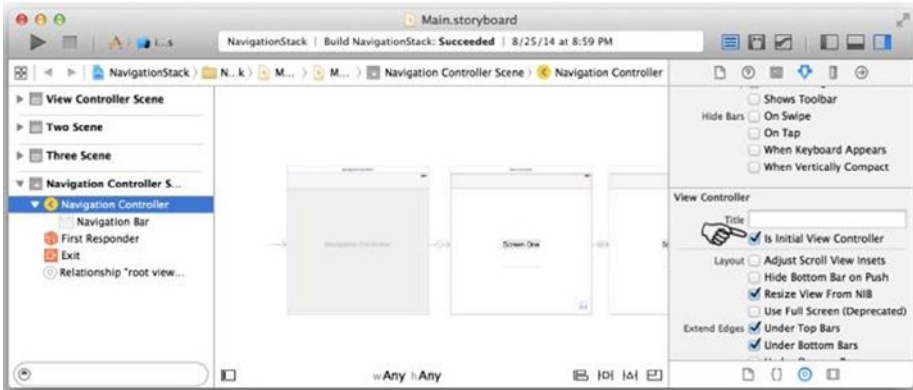 Main.storyboard
i...s
NavigationStack | Build NavigationStack: Succeeded | 8/25/14 at 8:59 PM
NavigationStack N...k M... M... Navigation Controller Scene Navigation Controller
View Controller Scene
Two Scene
Three Scene
Navigation Controller S...
Navigation Controller
Navigation Bar
First Responder
Exit
Relationship "root view...
Navigation Controller
Screen One
wAny hAny
Shows Toolbar
Hide Bars On Swipe
On Tap
When Keyboard Appears
When Vertically Compact
View Controller
Title
Is Initial View Controller
Layout Adjust Scroll View Insets
Hide Bottom Bar on Push
Resize View From NIB
Use Full Screen (Deprecated)
Extend Edges Under Top Bars
Under Bottom Bars